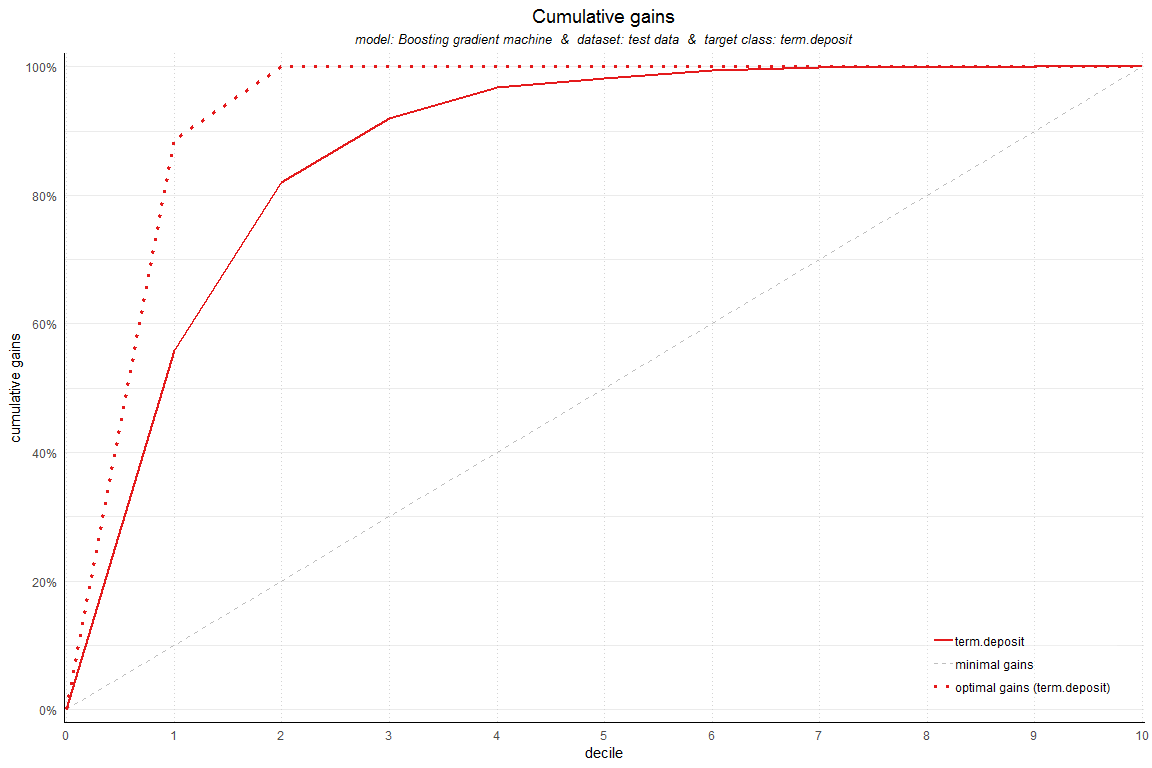 Cumulative gains
model: Boosting gradient machine & dataset: test data & target class: term.deposit
100%
80%
60%
40%
20%
0%
cumulative gains
0 1 2 3 4 5 6 7 8 9 10
decile
term.deposit
minimal gains
optimal gains (term.deposit)